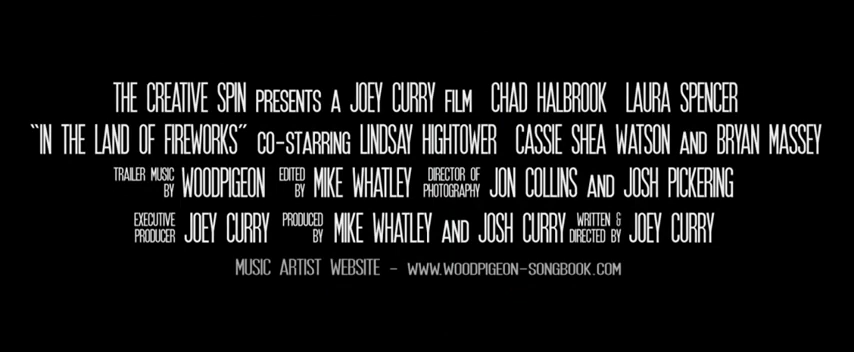 THE CREATIVE SPIN PRESENTS A JOEY CURRY FILM CHAD HALBROOK LAURA SPENCER
"IN THE LAND OF FIREWORKS" CO-STARRING LINDSAY HIGHTOWER CASSIE SHEA WATSON AND BRYAN MASSEY
TRAILER MUSIC BY WOODPIGEON EDITED BY MIKE WHATLEY DIRECTOR OF PHOTOGRAPHY JON COLLINS AND JOSH PICKERING
EXECUTIVE PRODUCER JOEY CURRY PRODUCED BY MIKE WHATLEY AND JOSH CURRY WRITTEN & DIRECTED BY JOEY CURRY
MUSIC ARTIST WEBSITE - WWW.WOODPIGEON-SONGBOOK.COM